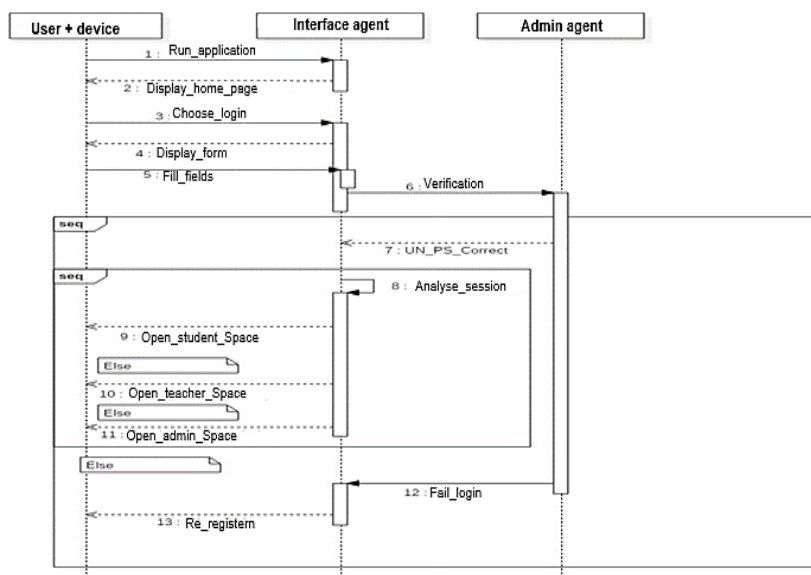 User + device
Interface agent
Admin agent
1 : Run_application
2 : Display_home_page
3 : Choose_login
4 : Display_form
5 : Fill_fields
6 : Verification
seq
7 : UN_PS_Correct
seq
8 : Analyse_session
9 : Open_student_Space
Else
10 : Open_teacher_Space
Else
11 : Open_admin_Space
Else
12 : Fail_login
13 : Re_registern